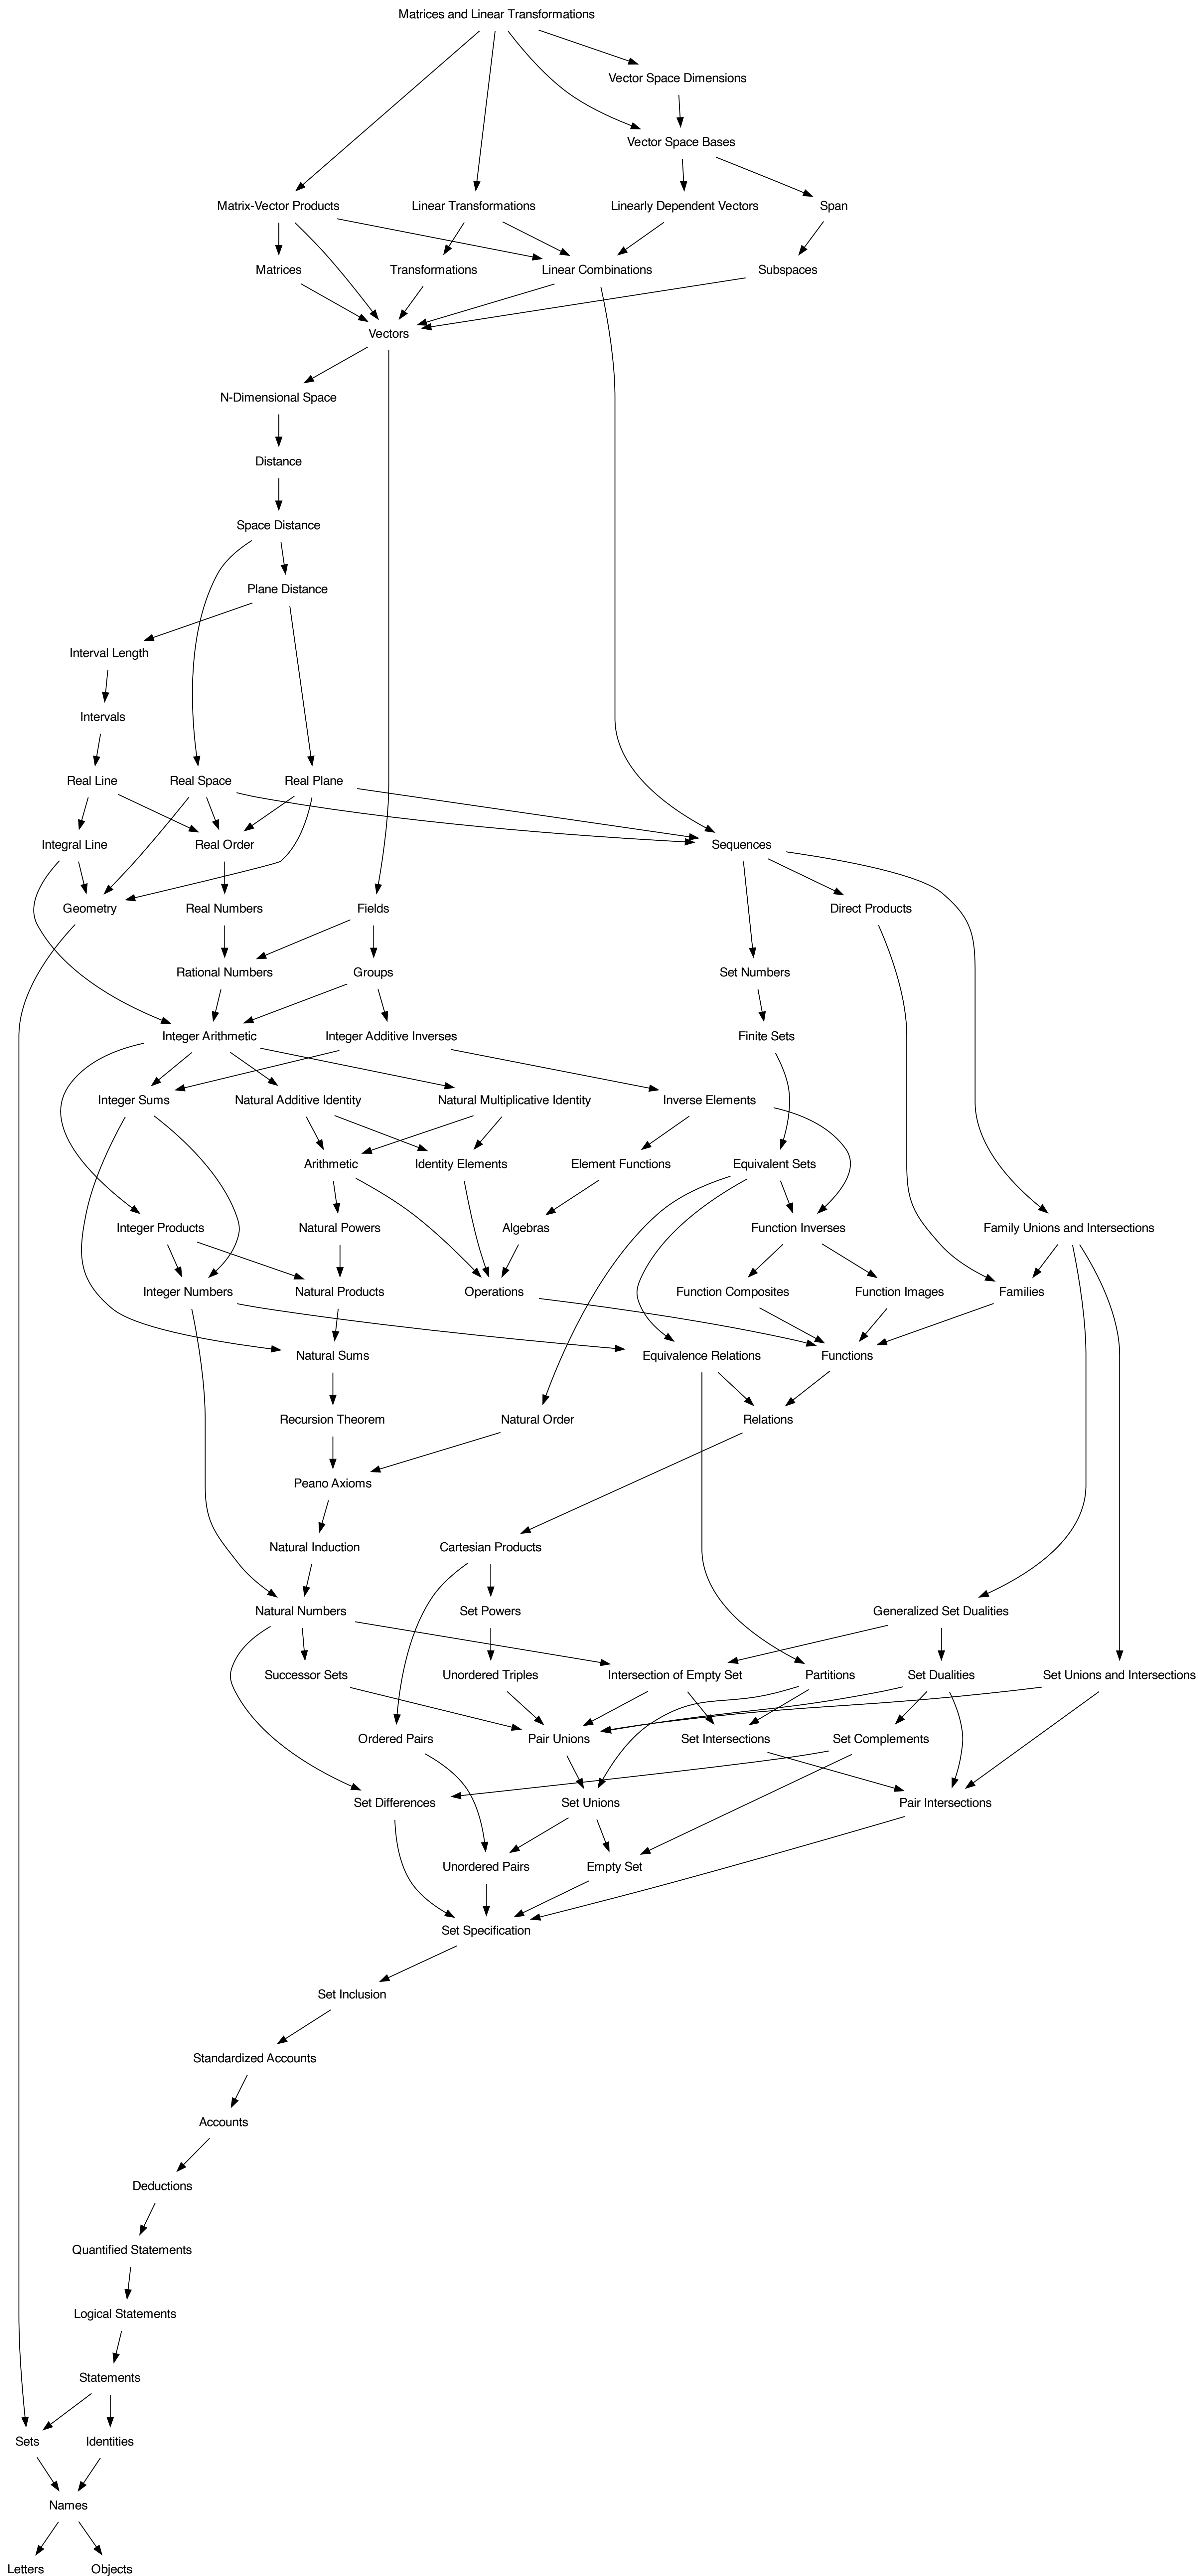 Matrices and Linear Transformations
Vector Space Dimensions
Vector Space Bases
Matrix-Vector Products
Linear Transformations
Linearly Dependent Vectors
Span
Matrices
Transformations
Linear Combinations
Subspaces
Vectors
N-Dimensional Space
Distance
Space Distance
Plane Distance
Interval Length
Intervals
Real Line
Real Space
Real Plane
Integral Line
Real Order
Sequences
Geometry
Real Numbers
Fields
Direct Products
Rational Numbers
Groups
Set Numbers
Integer Arithmetic
Integer Additive Inverses
Finite Sets
Integer Sums
Natural Additive Identity
Natural Multiplicative Identity
Inverse Elements
Arithmetic
Identity Elements
Element Functions
Equivalent Sets
Integer Products
Natural Powers
Algebras
Function Inverses
Family Unions and Intersections
Integer Numbers
Natural Products
Operations
Function Composites
Function Images
Families
Natural Sums
Equivalence Relations
Functions
Recursion Theorem
Natural Order
Relations
Peano Axioms
Natural Induction
Cartesian Products
Natural Numbers
Set Powers
Generalized Set Dualities
Successor Sets
Unordered Triples
Intersection of Empty Set
Partitions
Set Dualities
Set Unions and Intersections
Ordered Pairs
Pair Unions
Set Intersections
Set Complements
Set Differences
Set Unions
Pair Intersections
Unordered Pairs
Empty Set
Set Specification
Set Inclusion
Standardized Accounts
Accounts
Deductions
Quantified Statements
Logical Statements
Statements
Sets
Identities
Names
Letters
Objects